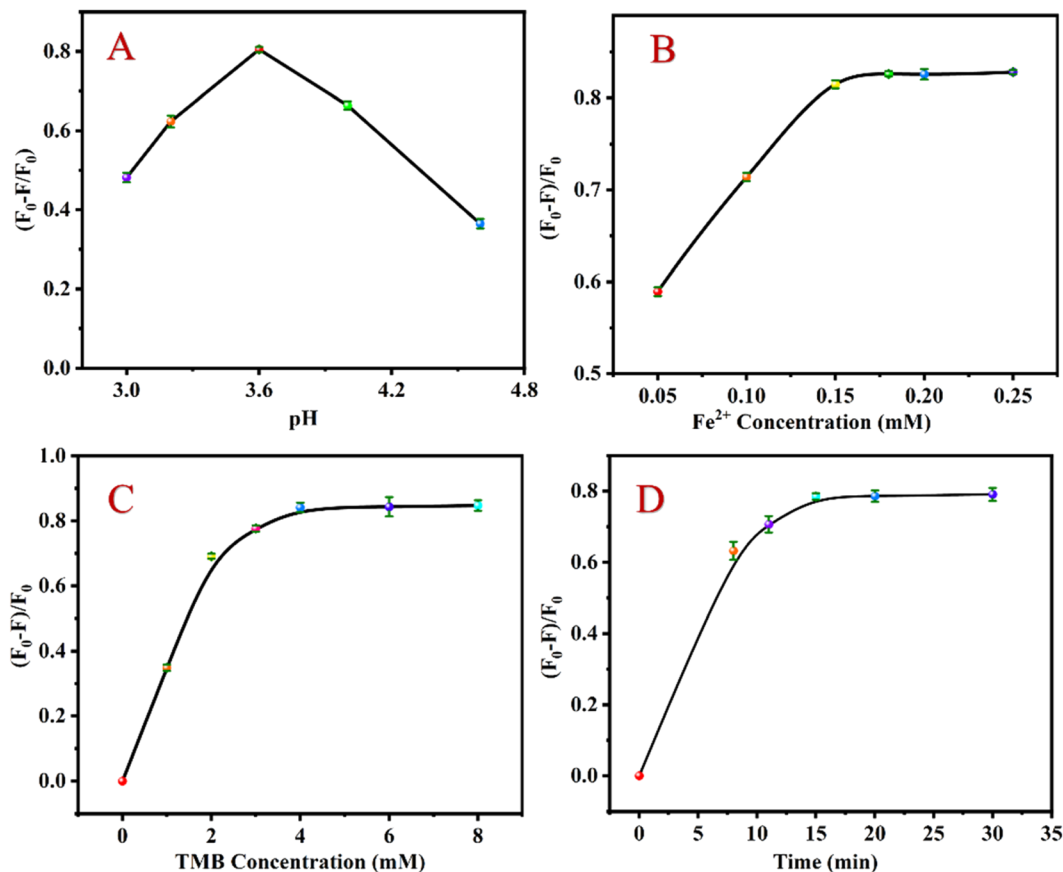 A
(F₀-F/F₀)
0.8
0.6
0.4
0.2
0.0
3.0 3.6 4.2 4.8
pH
B
(F₀-F)/F₀
0.8
0.7
0.6
0.5
0.05 0.10 0.15 0.20 0.25
Fe²⁺ Concentration (mM)
C
(F₀-F)/F₀
1.0
0.8
0.6
0.4
0.2
0.0
0 2 4 6 8
TMB Concentration (mM)
D
(F₀-F)/F₀
0.8
0.6
0.4
0.2
0.0
0 5 10 15 20 25 30 35
Time (min)